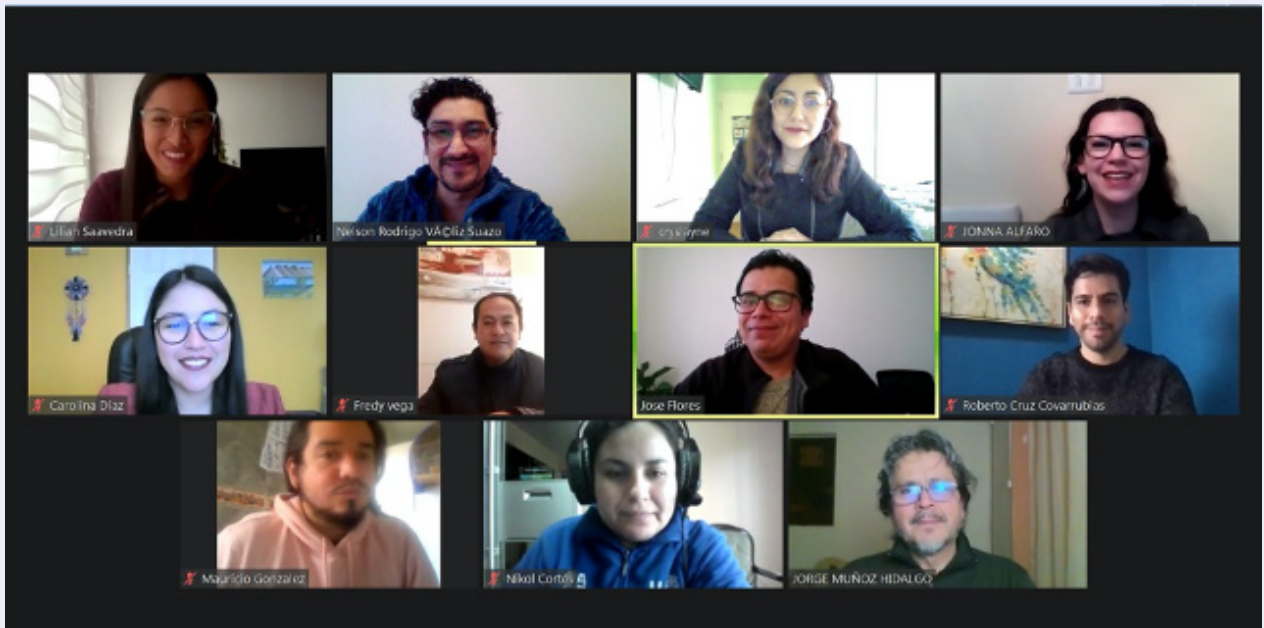 Lilian Saavedra
Nelson Rodrigo VÃ©liz Suazo
JONNA ALFARO
Carolina Díaz
Fredy vega
Jose Flores
Roberto Cruz Covarrubias
Mauricio Gonzalez
Nikol Cortés
JORGE MUÑOZ HIDALGO